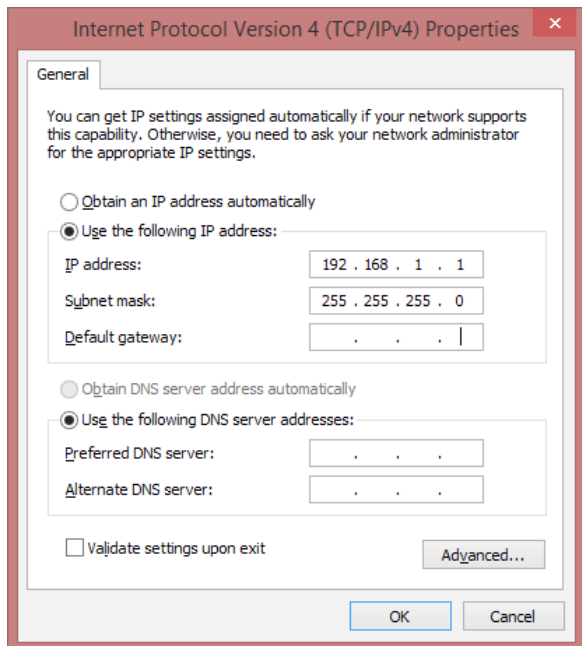 Internet Protocol Version 4 (TCP/IPv4) Properties
General
You can get IP settings assigned automatically if your network supports
this capability. Otherwise, you need to ask your network administrator
for the appropriate IP settings.
Obtain an IP address automatically
Use the following IP address:
IP address: 192 . 168 . 1 . 1
Subnet mask: 255 . 255 . 255 . 0
Default gateway: . . .
Obtain DNS server address automatically
Use the following DNS server addresses:
Preferred DNS server: . . .
Alternate DNS server: . . .
Validate settings upon exit
Advanced...
OK Cancel